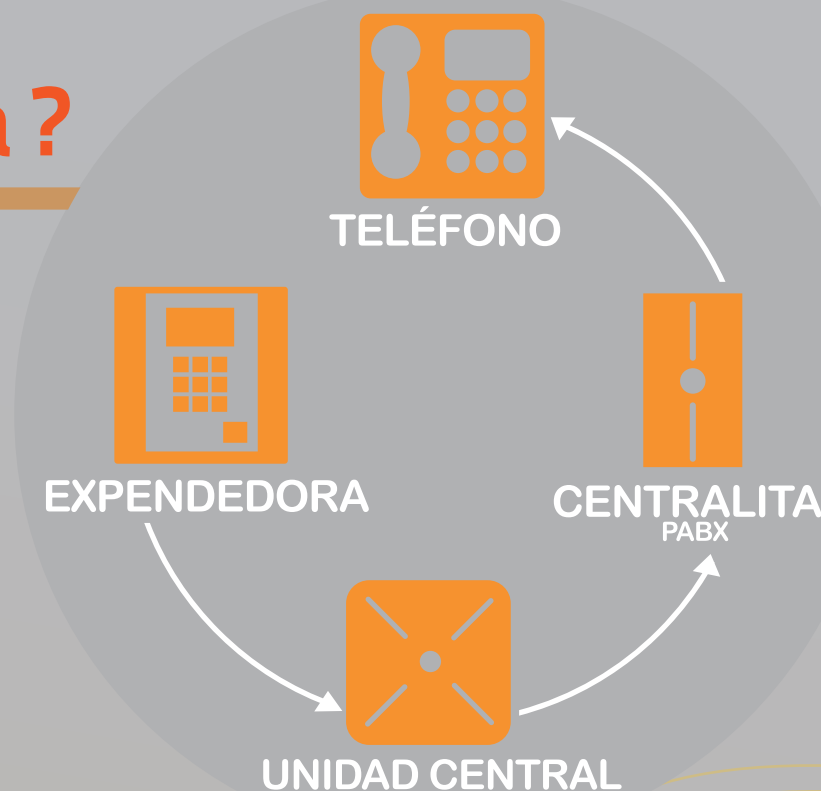 a?
TELÉFONO
EXPENDEDORA
CENTRALITA
PABX
UNIDAD CENTRAL